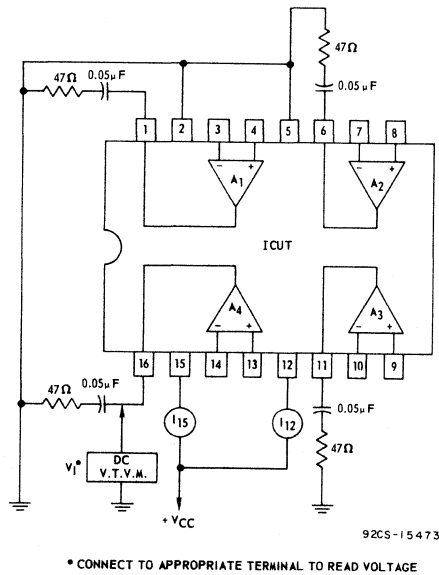 47Ω
0.05μF
47Ω
0.05μF
1
2
3
4
5
6
7
8
- +
A1
- +
A2
ICUT
A4
- +
A3
- +
16
15
14
13
12
11
10
9
47Ω
0.05μF
I15
I12
0.05μF
47Ω
VI*
DC
V.T.V.M.
+ VCC
92CS-15473
* CONNECT TO APPROPRIATE TERMINAL TO READ VOLTAGE